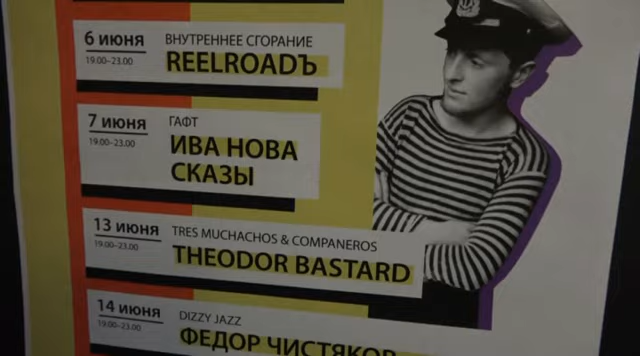 6 июня
ВНУТРЕННЕЕ СГОРАНИЕ
19.00–23.00
REELROADЪ
7 июня
ГАФТ
19.00–23.00
ИВА НОВА
СКАЗЫ
13 июня
TRES MUCHACHOS & COMPANEROS
19.00–23.00
THEODOR BASTARD
14 июня
DIZZY JAZZ
19.00–23.00
ФЕДОР ЧИСТЯКОВ